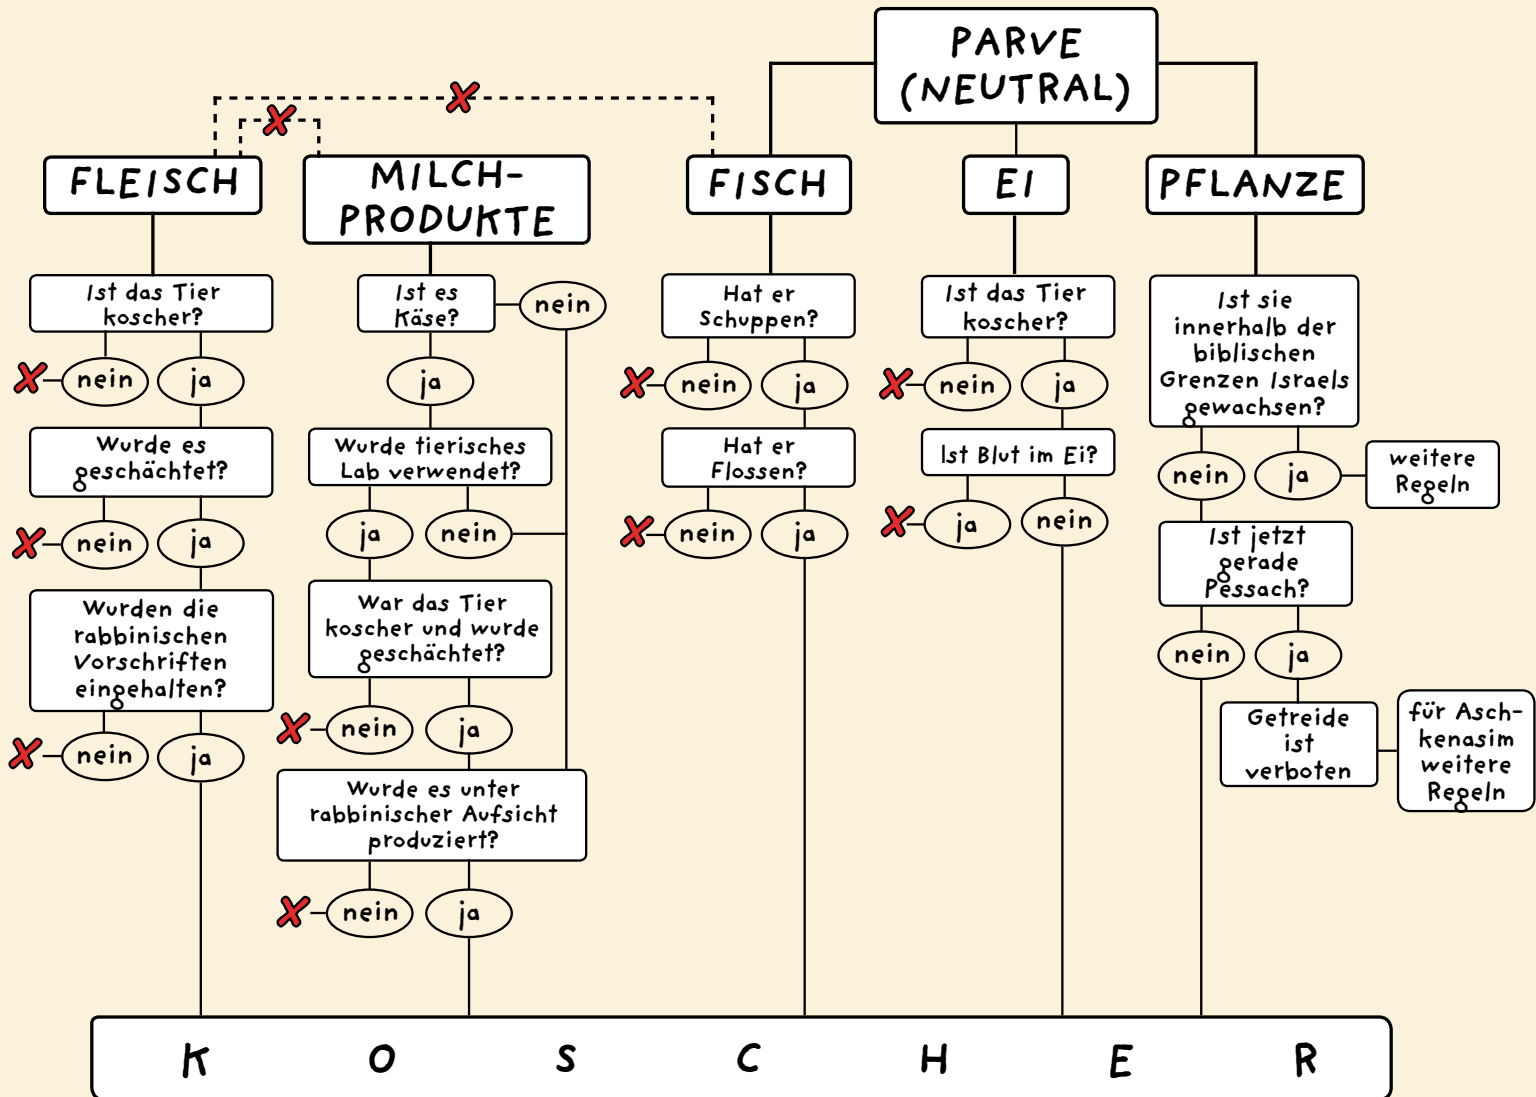 PARVE
(NEUTRAL)
FLEISCH
MILCH-
PRODUKTE
FISCH
EI
PFLANZE
Ist das Tier
koscher?
nein
ja
Wurde es
geschächtet?
nein
ja
Wurden die
rabbinischen
Vorschriften
eingehalten?
nein
ja
Ist es
Käse?
nein
ja
Wurde tierisches
Lab verwendet?
ja
nein
War das Tier
koscher und wurde
geschächtet?
nein
ja
Wurde es unter
rabbinischer Aufsicht
produziert?
nein
ja
Hat er
Schuppen?
nein
ja
Hat er
Flossen?
nein
ja
Ist das Tier
koscher?
nein
ja
Ist Blut im Ei?
ja
nein
Ist sie
innerhalb der
biblischen
Grenzen Israels
gewachsen?
nein
ja
weitere
Regeln
Ist jetzt
gerade
Pessach?
nein
ja
Getreide
ist
verboten
für Asch-
kenasim
weitere
Regeln
K O S C H E R